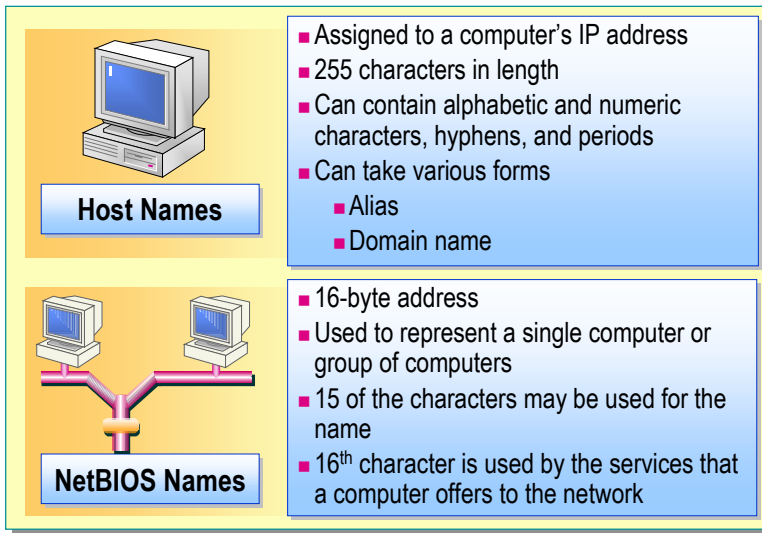 Host Names
Assigned to a computer's IP address
255 characters in length
Can contain alphabetic and numeric
characters, hyphens, and periods
Can take various forms
Alias
Domain name
NetBIOS Names
16-byte address
Used to represent a single computer or
group of computers
15 of the characters may be used for the
name
16th character is used by the services that
a computer offers to the network